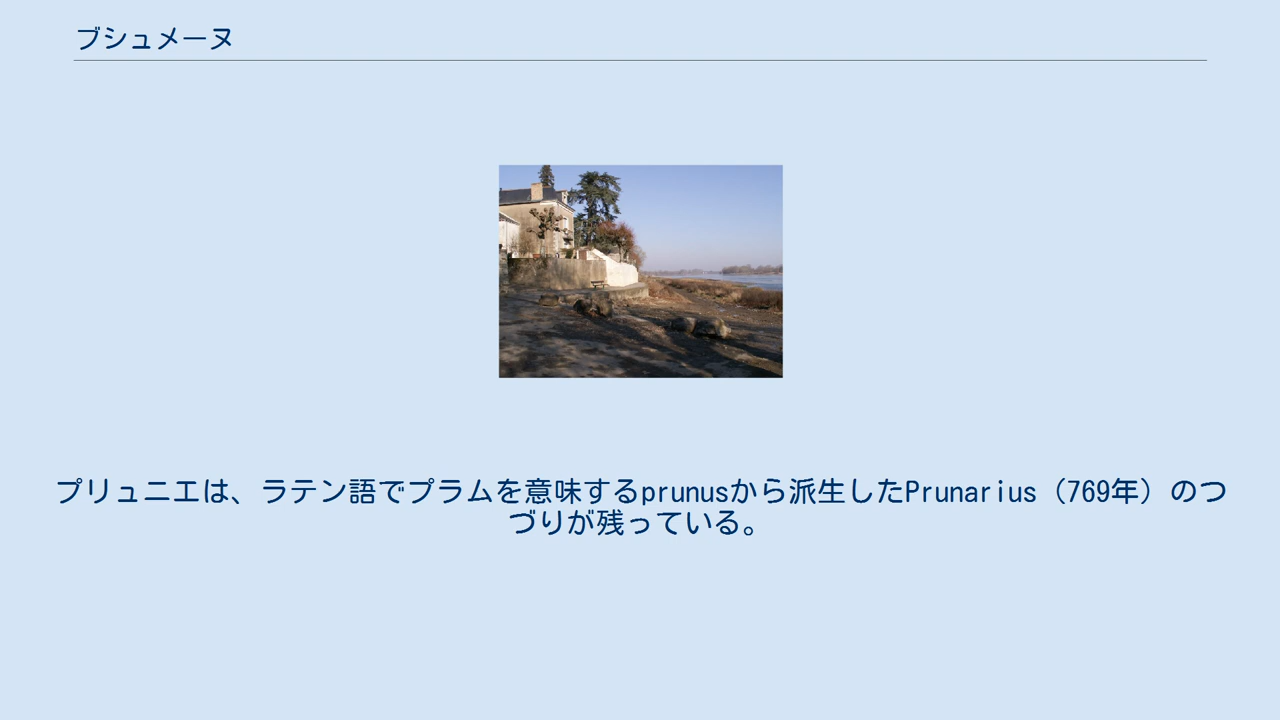 ブシュメーヌ
プリュニエは、ラテン語でプラムを意味するprunusから派生したPrunarius（769年）のつ
づりが残っている。